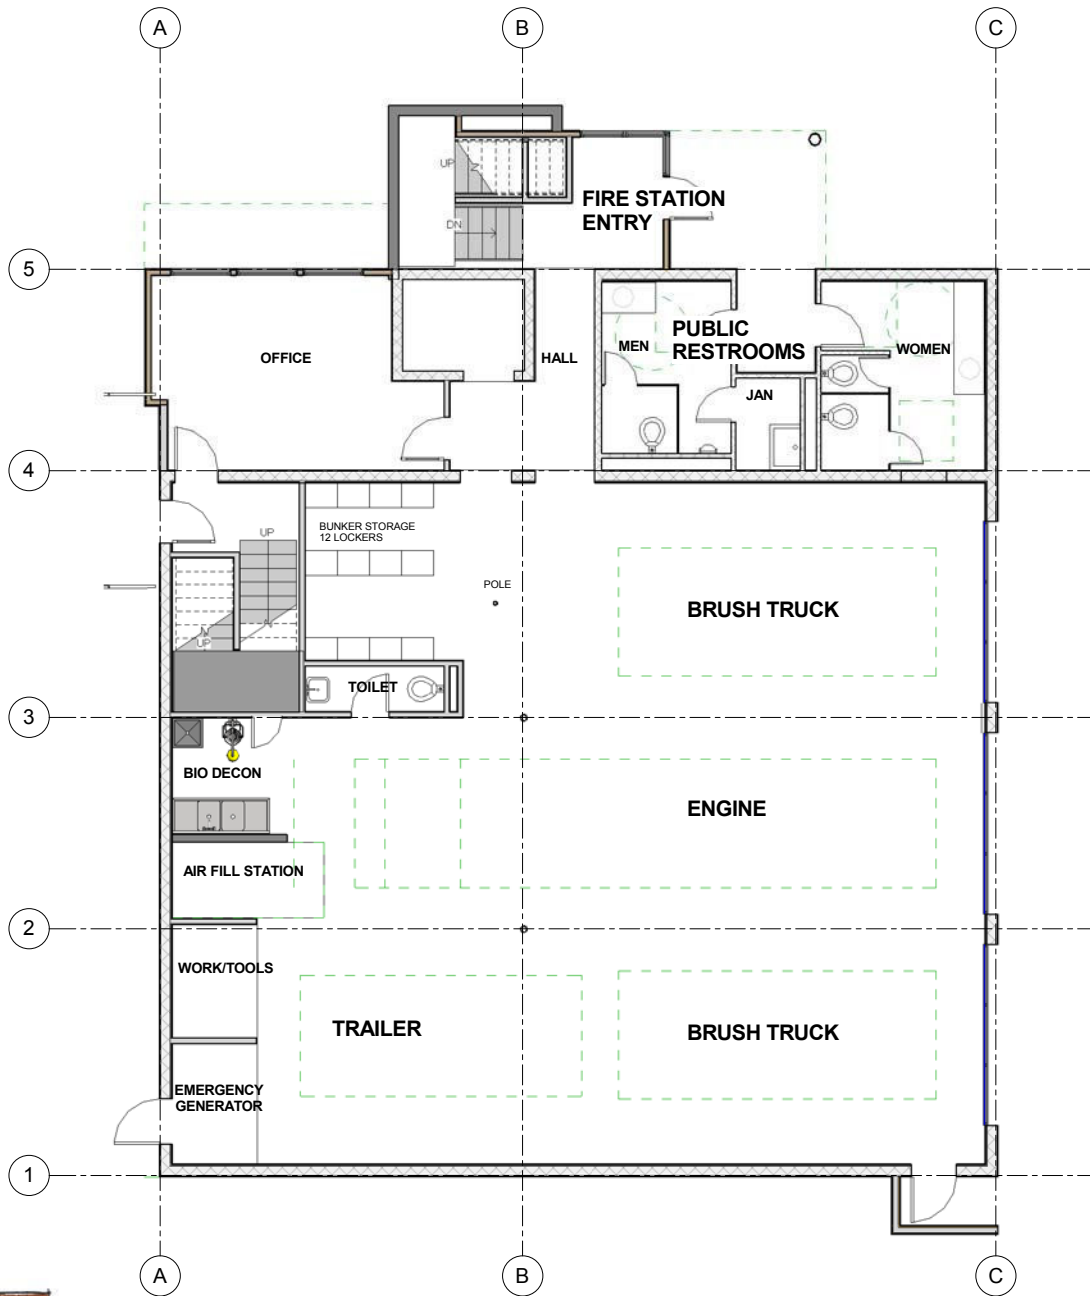 A
B
C
UP
FIRE STATION
ENTRY
DN
5
PUBLIC
RESTROOMS
MEN
WOMEN
OFFICE
HALL
JAN
4
BUNKER STORAGE
12 LOCKERS
UP
POLE
BRUSH TRUCK
UP
TOILET
3
BIO DECON
ENGINE
AIR FILL STATION
2
WORK/TOOLS
TRAILER
BRUSH TRUCK
EMERGENCY
GENERATOR
1
A
B
C